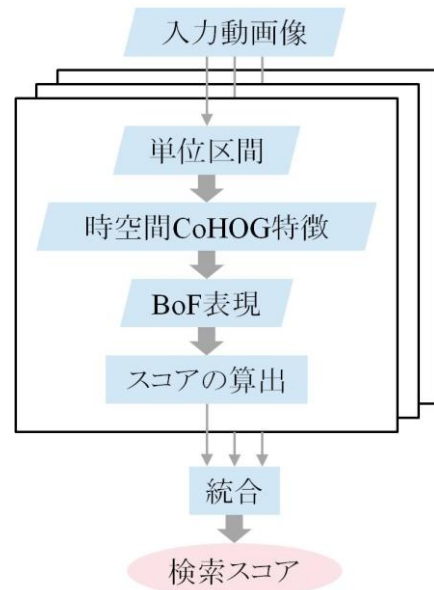 入力動画像
単位区間
時空間CoHOG特徴
BoF表現
スコアの算出
統合
検索スコア